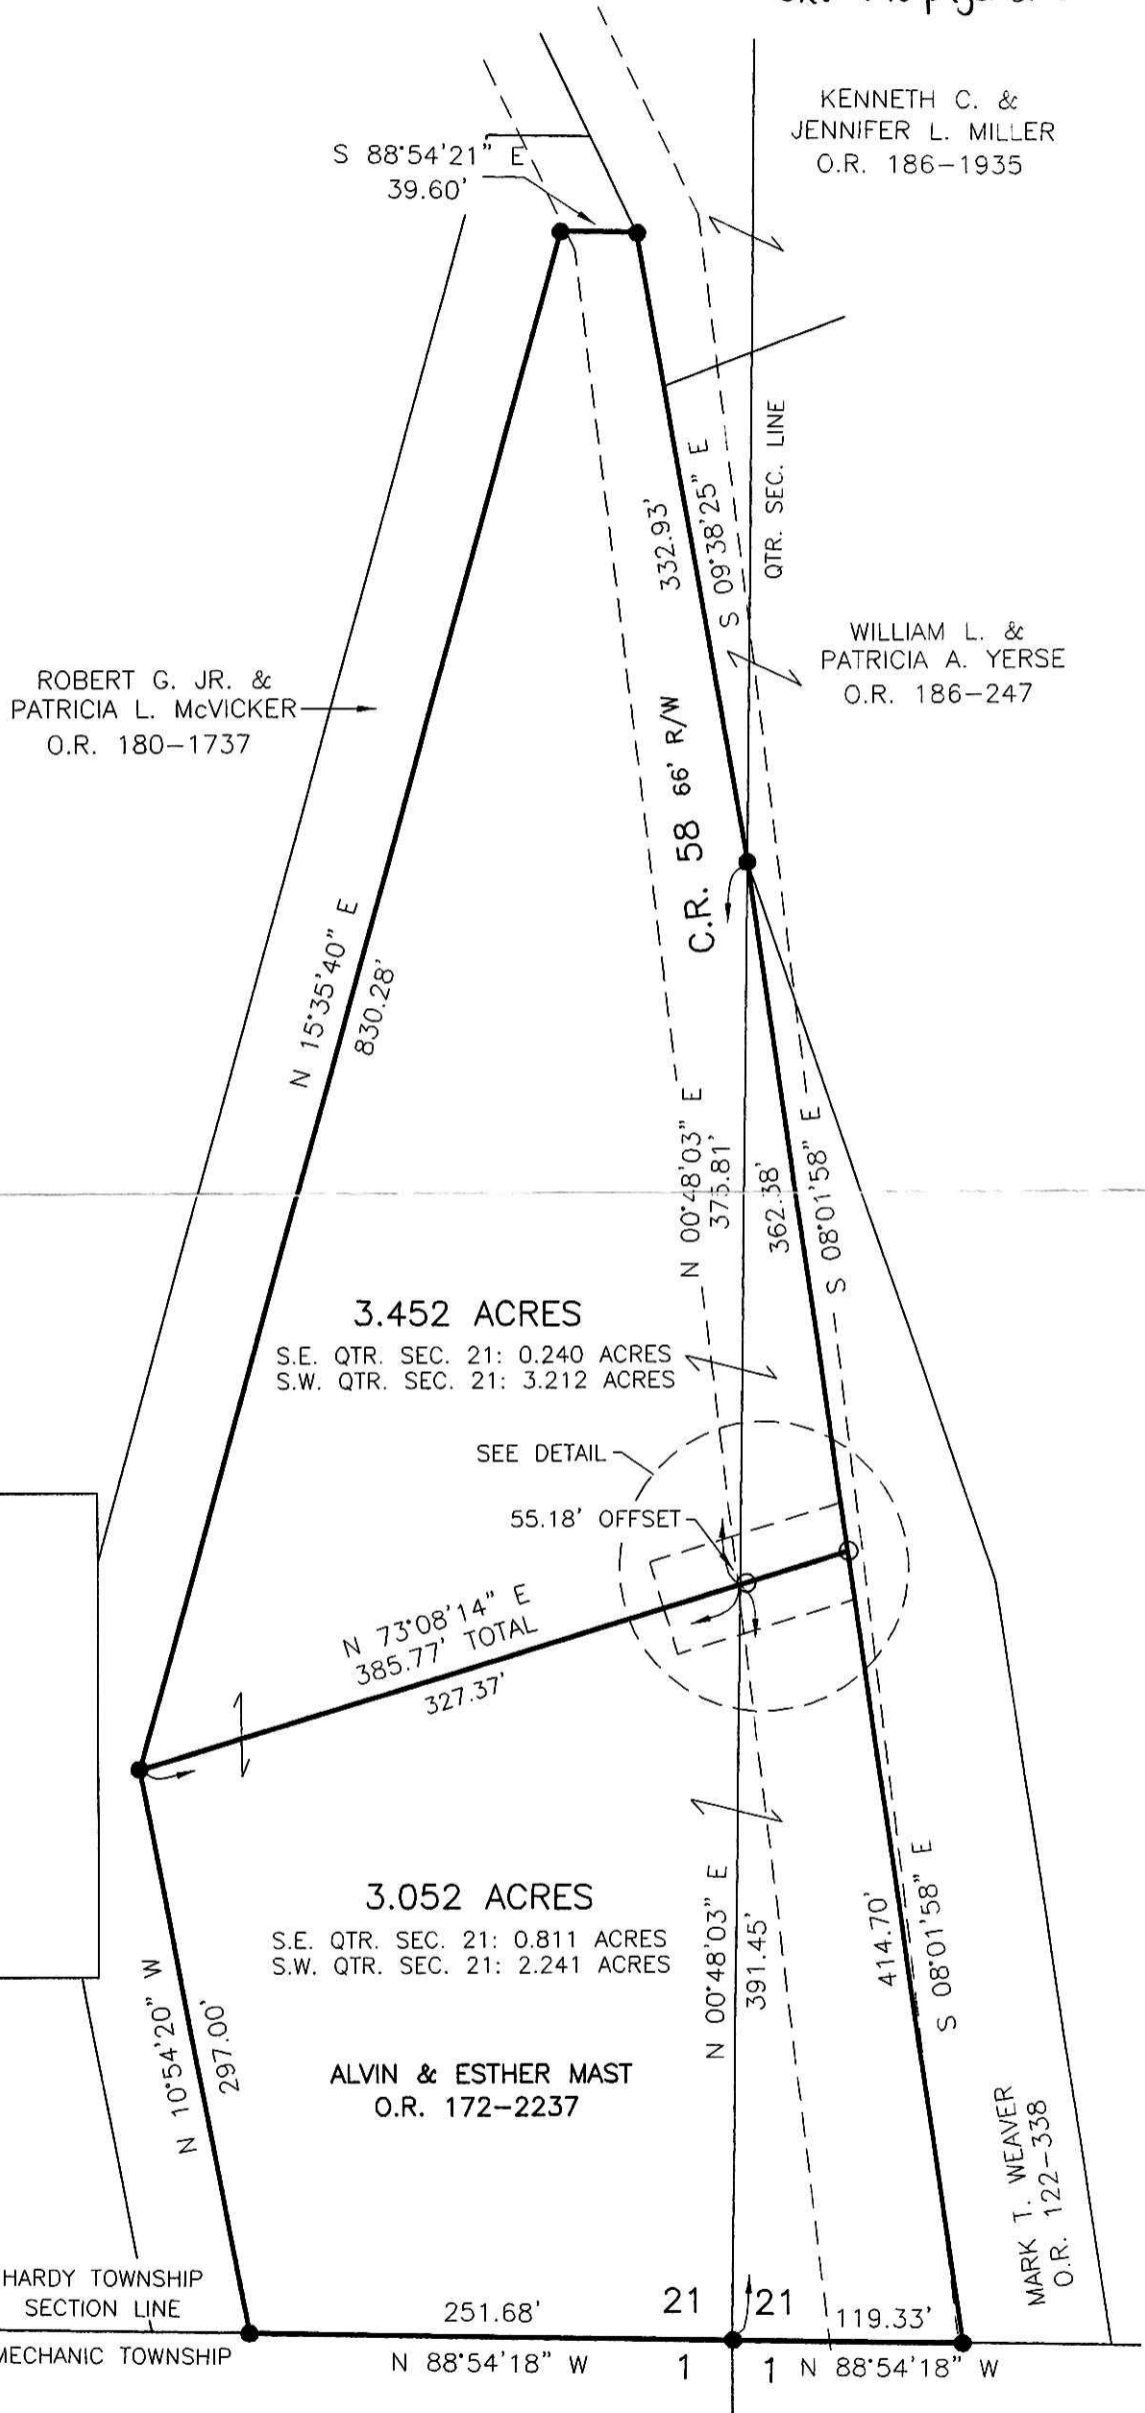 KENNETH C. &
JENNIFER L. MILLER
O.R. 186-1935
S 88°54'21" E
39.60'
332.93'
S 09°38'25" E
QTR. SEC. LINE
WILLIAM L. &
PATRICIA A. YERSE
O.R. 186-247
ROBERT G. JR. &
PATRICIA L. McVICKER
O.R. 180-1737
C.R. 58 66' R/W
N 15°35'40" E
830.28'
N 00°48'03" E
375.81'
362.38'
S 08°01'58" E
3.452 ACRES
S.E. QTR. SEC. 21: 0.240 ACRES
S.W. QTR. SEC. 21: 3.212 ACRES
SEE DETAIL
55.18' OFFSET
N 73°08'14" E
385.77' TOTAL
327.37'
3.052 ACRES
S.E. QTR. SEC. 21: 0.811 ACRES
S.W. QTR. SEC. 21: 2.241 ACRES
N 00°48'03" E
391.45'
414.70'
S 08°01'58" E
N 10°54'20" W
297.00'
ALVIN & ESTHER MAST
O.R. 172-2237
MARK T. WEAVER
O.R. 122-338
HARDY TOWNSHIP
SECTION LINE
MECHANIC TOWNSHIP
251.68'
21
21
119.33'
N 88°54'18" W
1
1
N 88°54'18" W